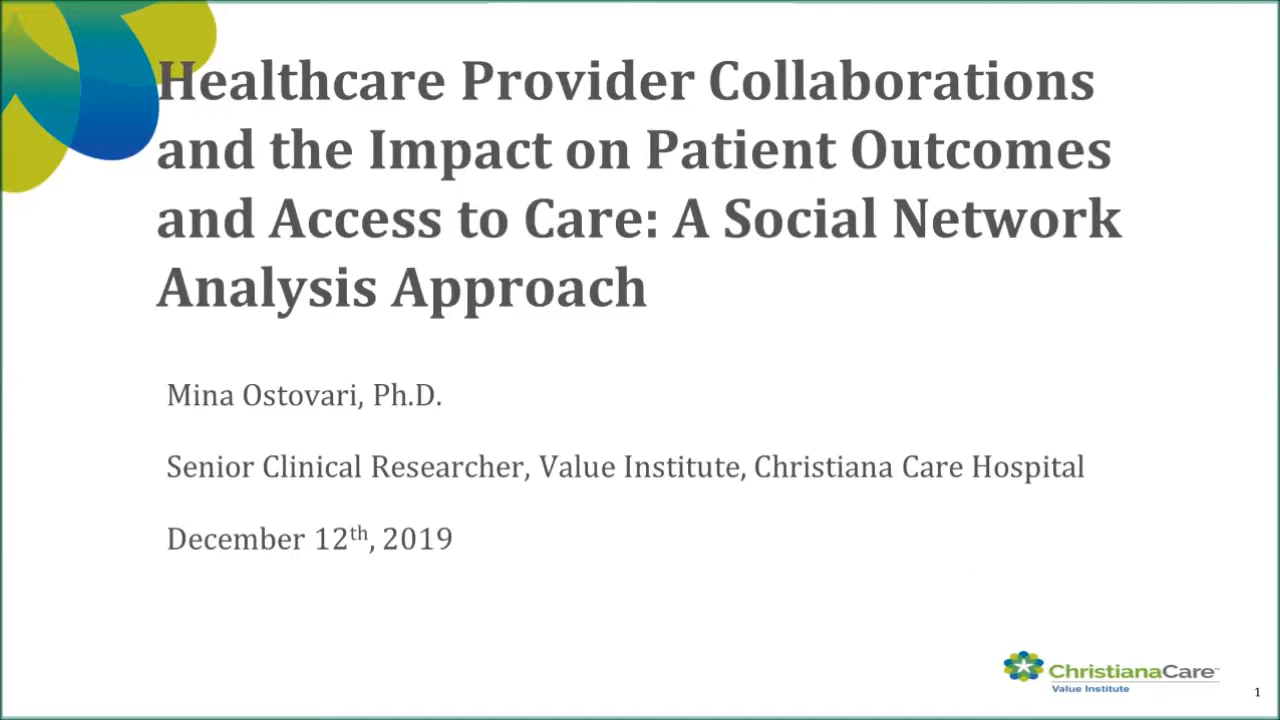 Healthcare Provider Collaborations
and the Impact on Patient Outcomes
and Access to Care: A Social Network
Analysis Approach
Mina Ostovari, Ph.D.
Senior Clinical Researcher, Value Institute, Christiana Care Hospital
December 12th, 2019
ChristianaCare™
Value Institute
1